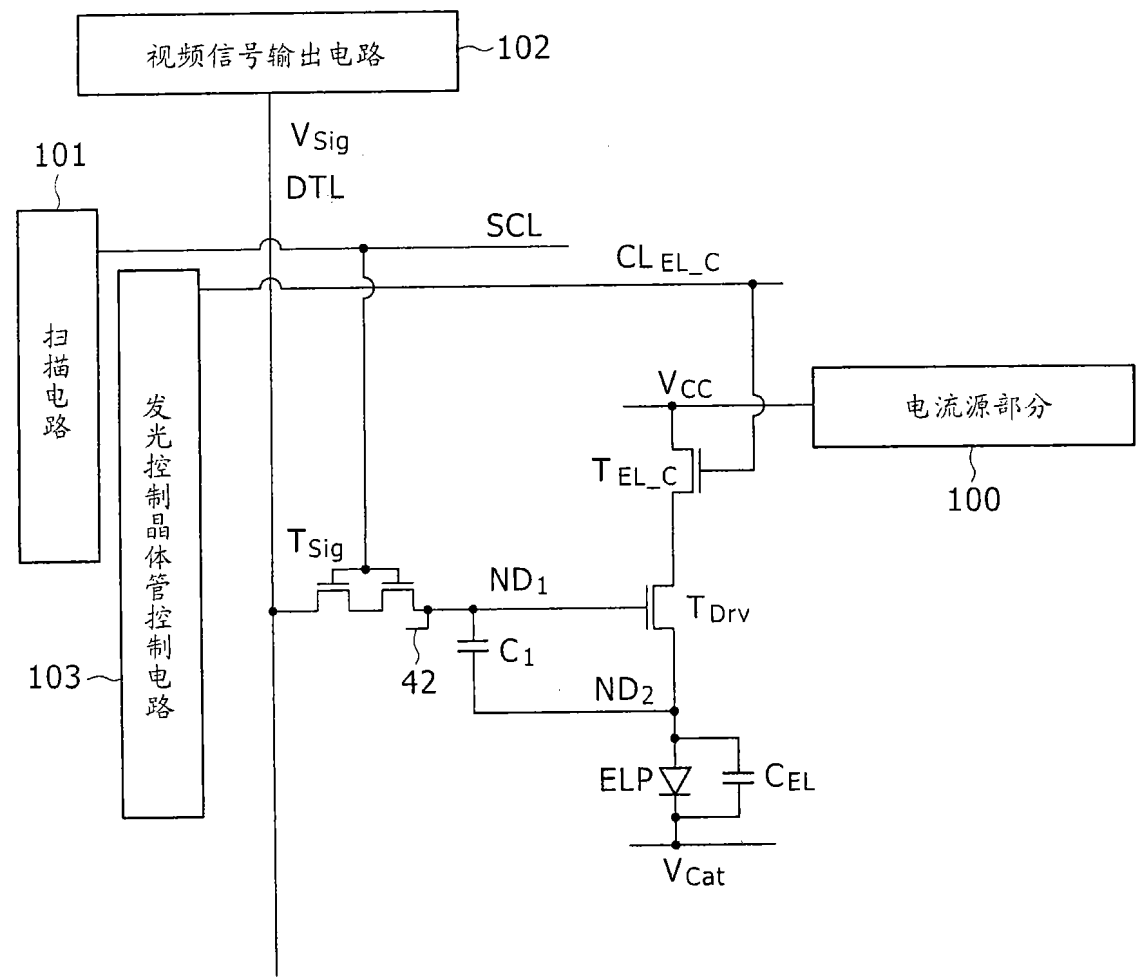 视频信号输出电路
102
V_Sig
DTL
101
SCL
CL_EL_C
扫描电路
V_CC
电流源部分
100
T_EL_C
发光控制晶体管控制电路
103
T_Sig
ND_1
T_Drv
C_1
42
ND_2
ELP
C_EL
V_Cat